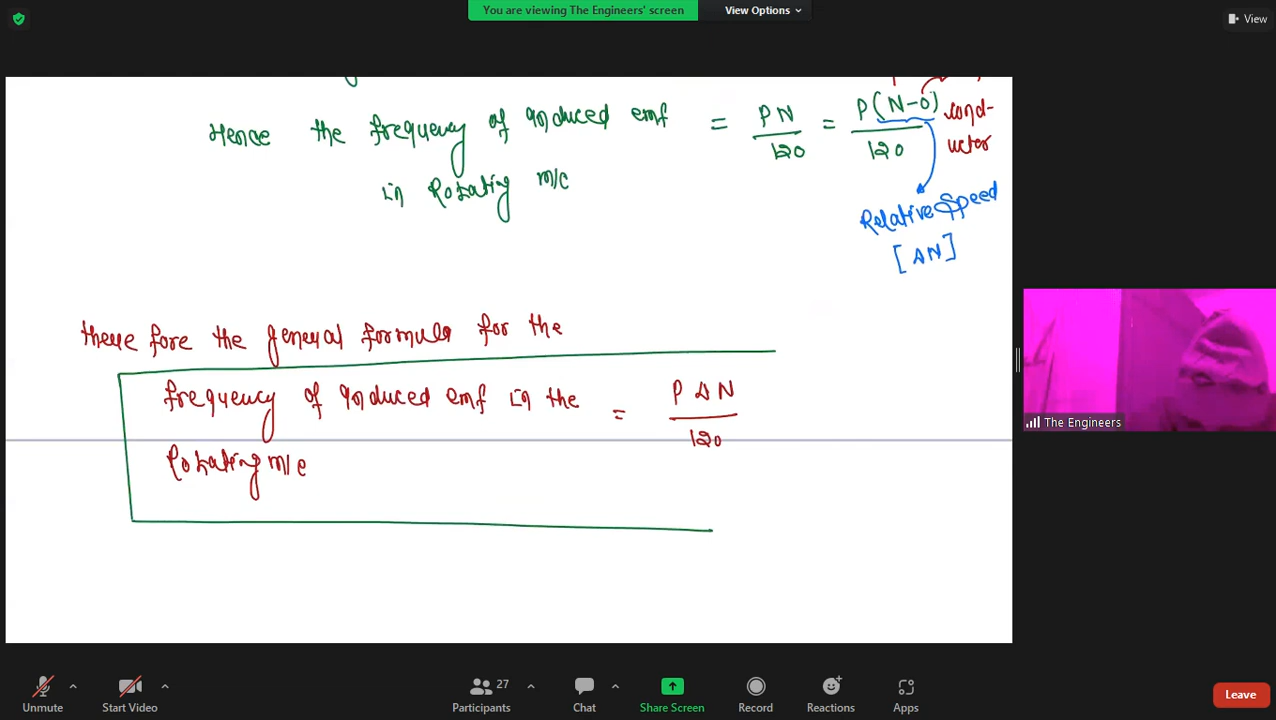 You are viewing The Engineers' screen
View Options
View
Hence the frequency of induced emf = PN/120 = P(N-0)/120
cond-
uctor
in Rotating m/c
Relative Speed
[ΔN]
there fore the general formula for the
frequency of induced emf in the = PΔN/120
Rotating m/c
The Engineers
Unmute
Start Video
27
Participants
Chat
Share Screen
Record
Reactions
Apps
Leave